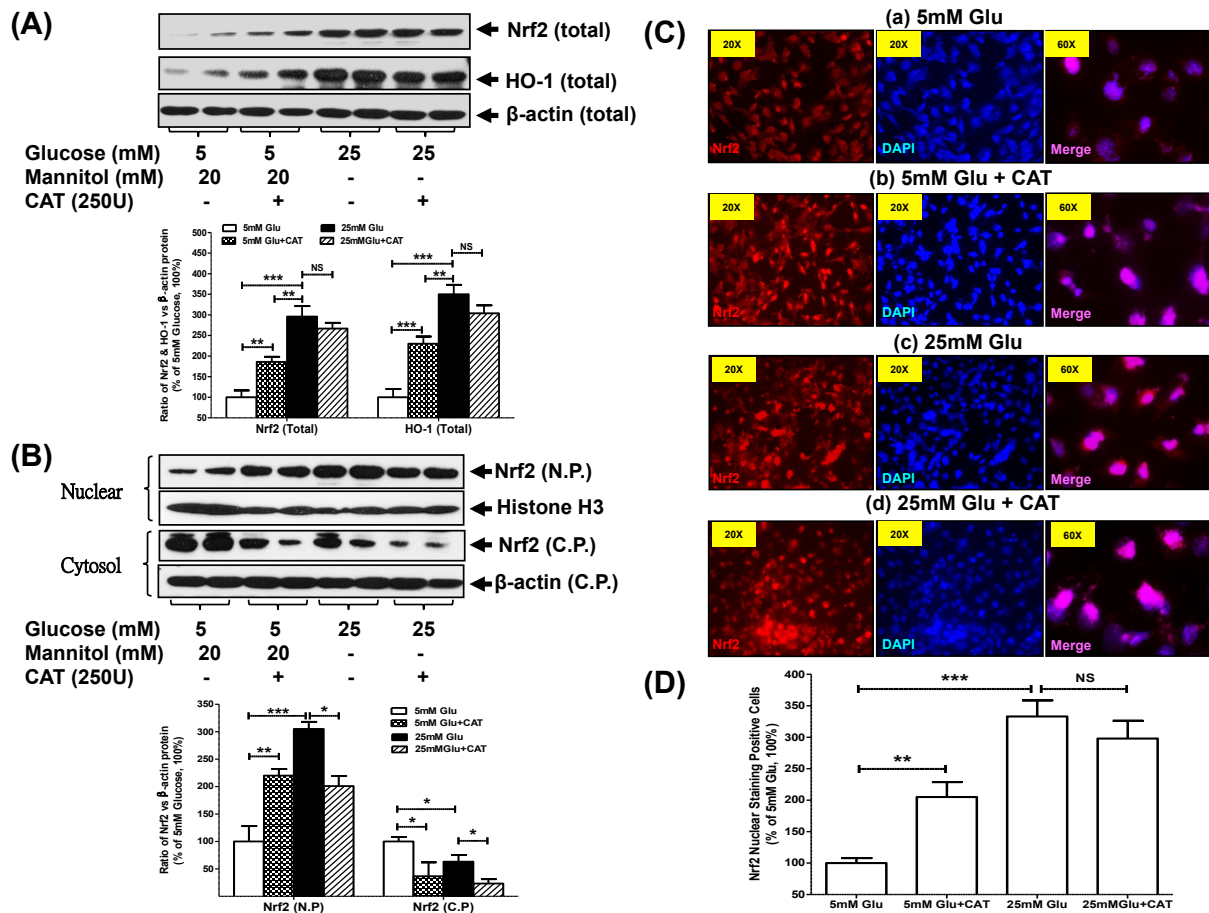 (A)
Nrf2 (total)
HO-1 (total)
β-actin (total)
Glucose (mM) 5 5 25 25
Mannitol (mM) 20 20 - -
CAT (250U) - + - +
5mM Glu 25mM Glu
5mM Glu+CAT 25mMGlu+CAT
Ratio of Nrf2 & HO-1 vs β-actin protein
(% of 5mM Glucose, 100%)
500
450
400
350
300
250
200
150
100
50
*** NS *** NS
** **
** ***
Nrf2 (Total) HO-1 (Total)
(B)
Nuclear
Nrf2 (N.P.)
Histone H3
Cytosol
Nrf2 (C.P.)
β-actin (C.P.)
Glucose (mM) 5 5 25 25
Mannitol (mM) 20 20 - -
CAT (250U) - + - +
Ratio of Nrf2 vs β-actin protein
(% of 5mM Glucose, 100%)
350
300
250
200
150
100
50
5mM Glu
5mM Glu+CAT
25mM Glu
25mMGlu+CAT
*** *
**
*
* *
Nrf2 (N.P) Nrf2 (C.P)
(C)
(a) 5mM Glu
20X 20X 60X
Nrf2 DAPI Merge
(b) 5mM Glu + CAT
20X 20X 60X
Nrf2 DAPI Merge
(c) 25mM Glu
20X 20X 60X
Nrf2 DAPI Merge
(d) 25mM Glu + CAT
20X 20X 60X
Nrf2 DAPI Merge
(D)
Nrf2 Nuclear Staining Positive Cells
(% of 5mM Glu, 100%)
400
350
300
250
200
150
100
50
*** NS
**
5mM Glu 5mM Glu+CAT 25mM Glu 25mMGlu+CAT